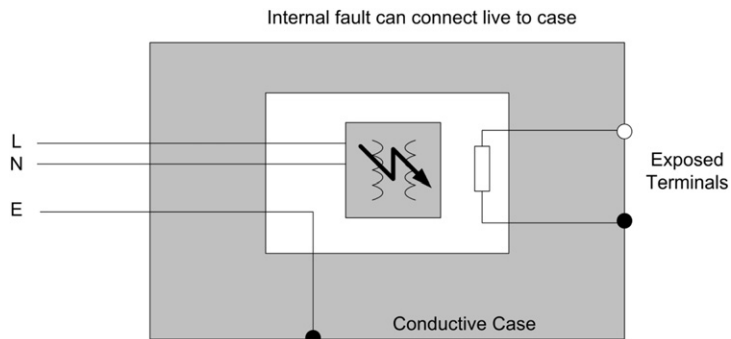 Internal fault can connect live to case
L
N
E
Exposed
Terminals
Conductive Case